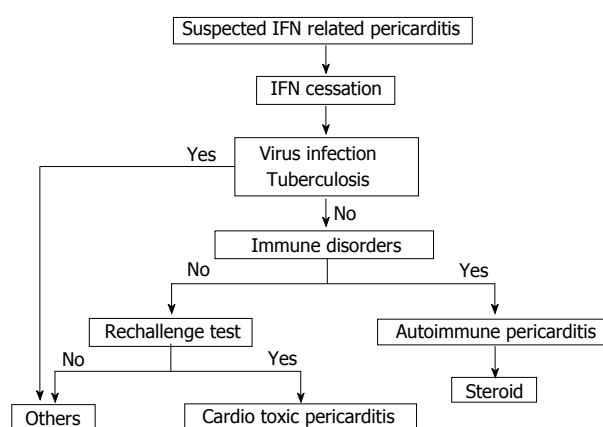 Suspected IFN related pericarditis
IFN cessation
Yes
Virus infection
Tuberculosis
No
Immune disorders
No
Yes
Rechallenge test
Autoimmune pericarditis
No
Yes
Steroid
Others
Cardio toxic pericarditis